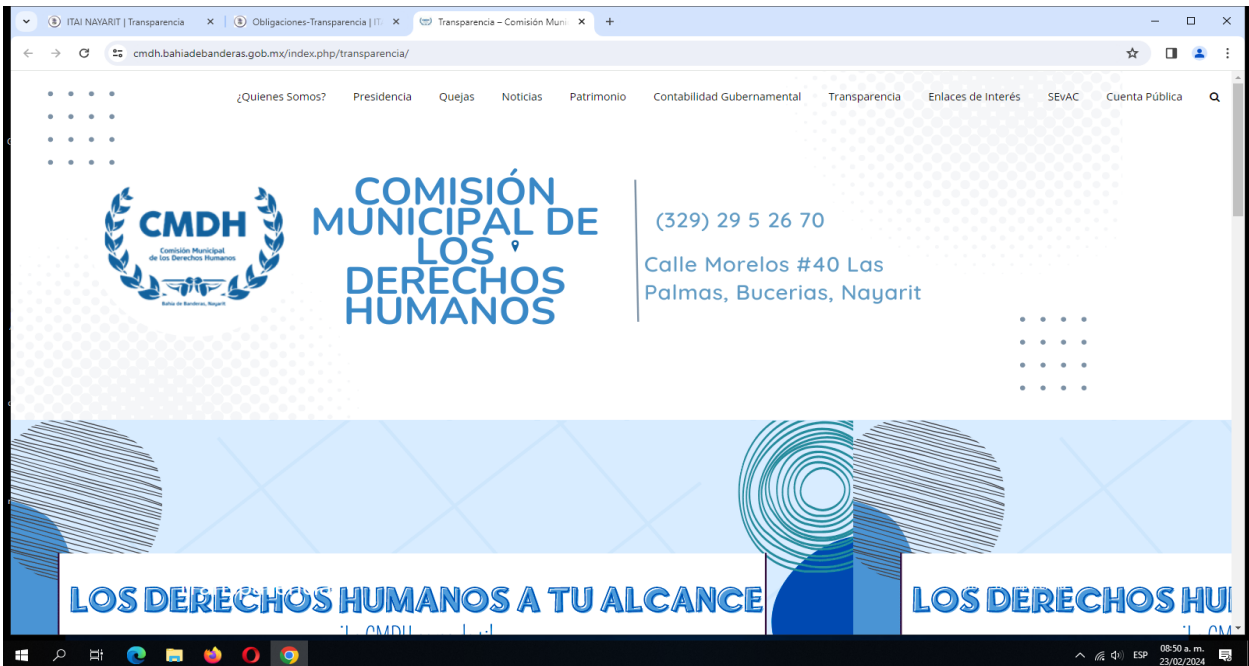 ITAI NAYARIT | Transparencia
Obligaciones-Transparencia | IT
Transparencia – Comisión Muni
cmdh.bahiadebanderas.gob.mx/index.php/transparencia/
¿Quienes Somos? Presidencia Quejas Noticias Patrimonio Contabilidad Gubernamental Transparencia Enlaces de Interés SEvAC Cuenta Pública
CMDH
Comisión Municipal
de los Derechos Humanos
Bahía de Banderas, Nayarit
COMISIÓN
MUNICIPAL DE
LOS
DERECHOS
HUMANOS
(329) 29 5 26 70
Calle Morelos #40 Las
Palmas, Bucerias, Nayarit
Transparencia
LOS DERECHOS HUMANOS A TU ALCANCE
LOS DERECHOS HU
ESP
08:50 a. m.
23/02/2024